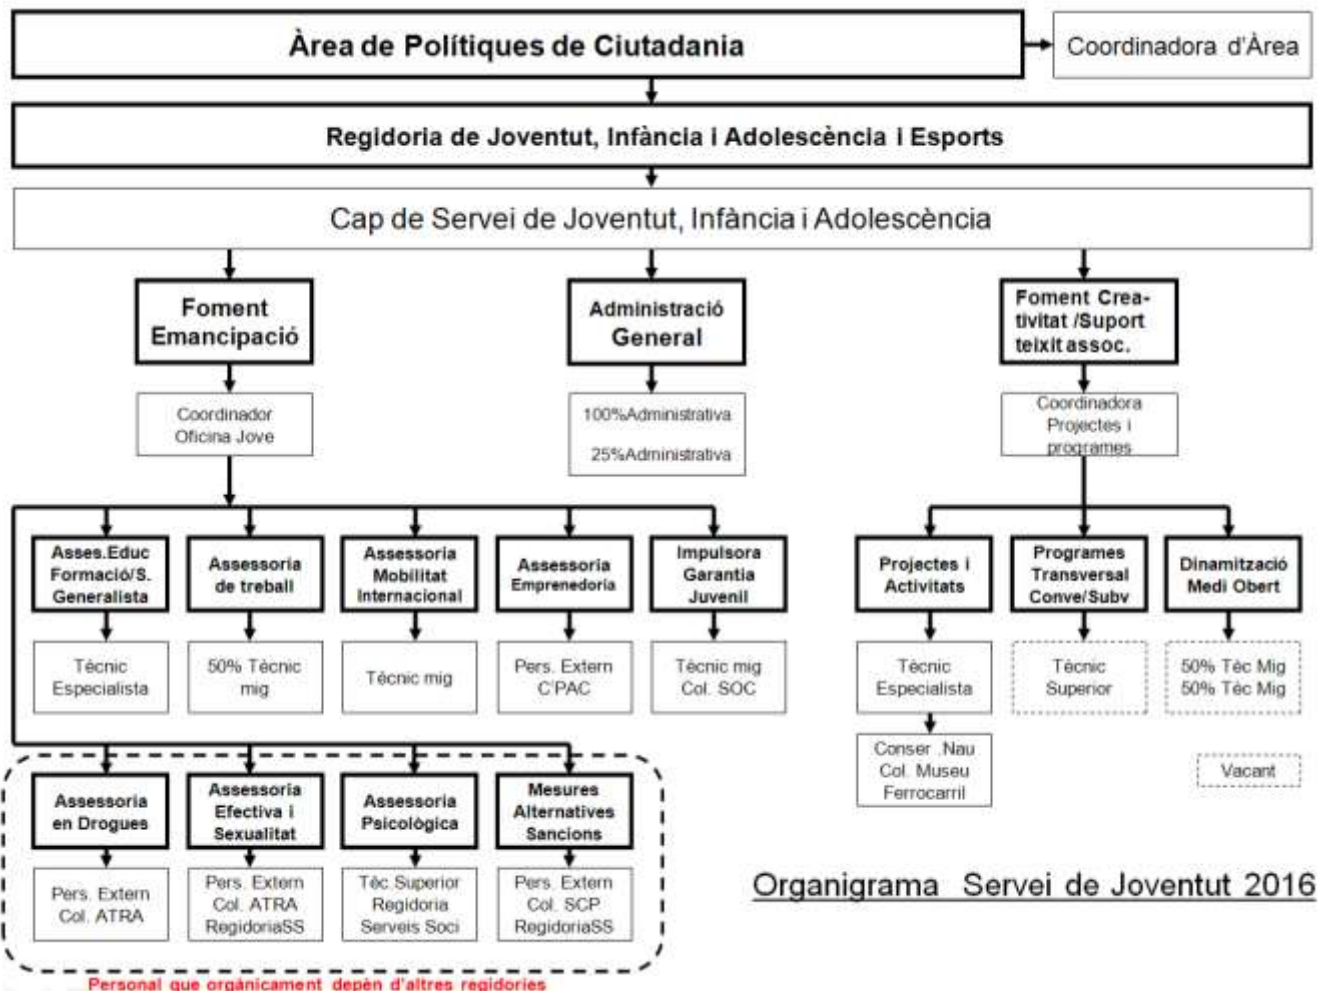 Àrea de Polítiques de Ciutadania
Coordinadora d'Àrea
Regidoria de Joventut, Infància i Adolescència i Esports
Cap de Servei de Joventut, Infància i Adolescència
Foment
Emancipació
Administració
General
Foment Crea-
tivitat /Suport
teixit assoc.
Coordinador
Oficina Jove
100%Administrativa
25%Administrativa
Coordinadora
Projectes i
programes
Asses.Educ
Formació/S.
Generalista
Assessoria
de treball
Assessoria
Mobilitat
Internacional
Assessoria
Emprenedoria
Impulsora
Garantia
Juvenil
Projectes i
Activitats
Programes
Transversal
Conve/Subv
Dinamització
Medi Obert
Tècnic
Especialista
50% Tècnic
mig
Tècnic mig
Pers. Extern
C'PAC
Tècnic mig
Col. SOC
Tècnic
Especialista
Tècnic
Superior
50% Tèc Mig
50% Tèc Mig
Conser .Nau
Col. Museu
Ferrocarril
Vacant
Assessoria
en Drogues
Assessoria
Efectiva i
Sexualitat
Assessoria
Psicològica
Mesures
Alternatives
Sancions
Pers. Extern
Col. ATRA
Pers. Extern
Col. ATRA
RegidoriaSS
Tèc.Superior
Regidoria
Serveis Soci
Pers. Extern
Col. SCP
RegidoriaSS
Organigrama Servei de Joventut 2016
Personal que orgànicament depèn d'altres regidories